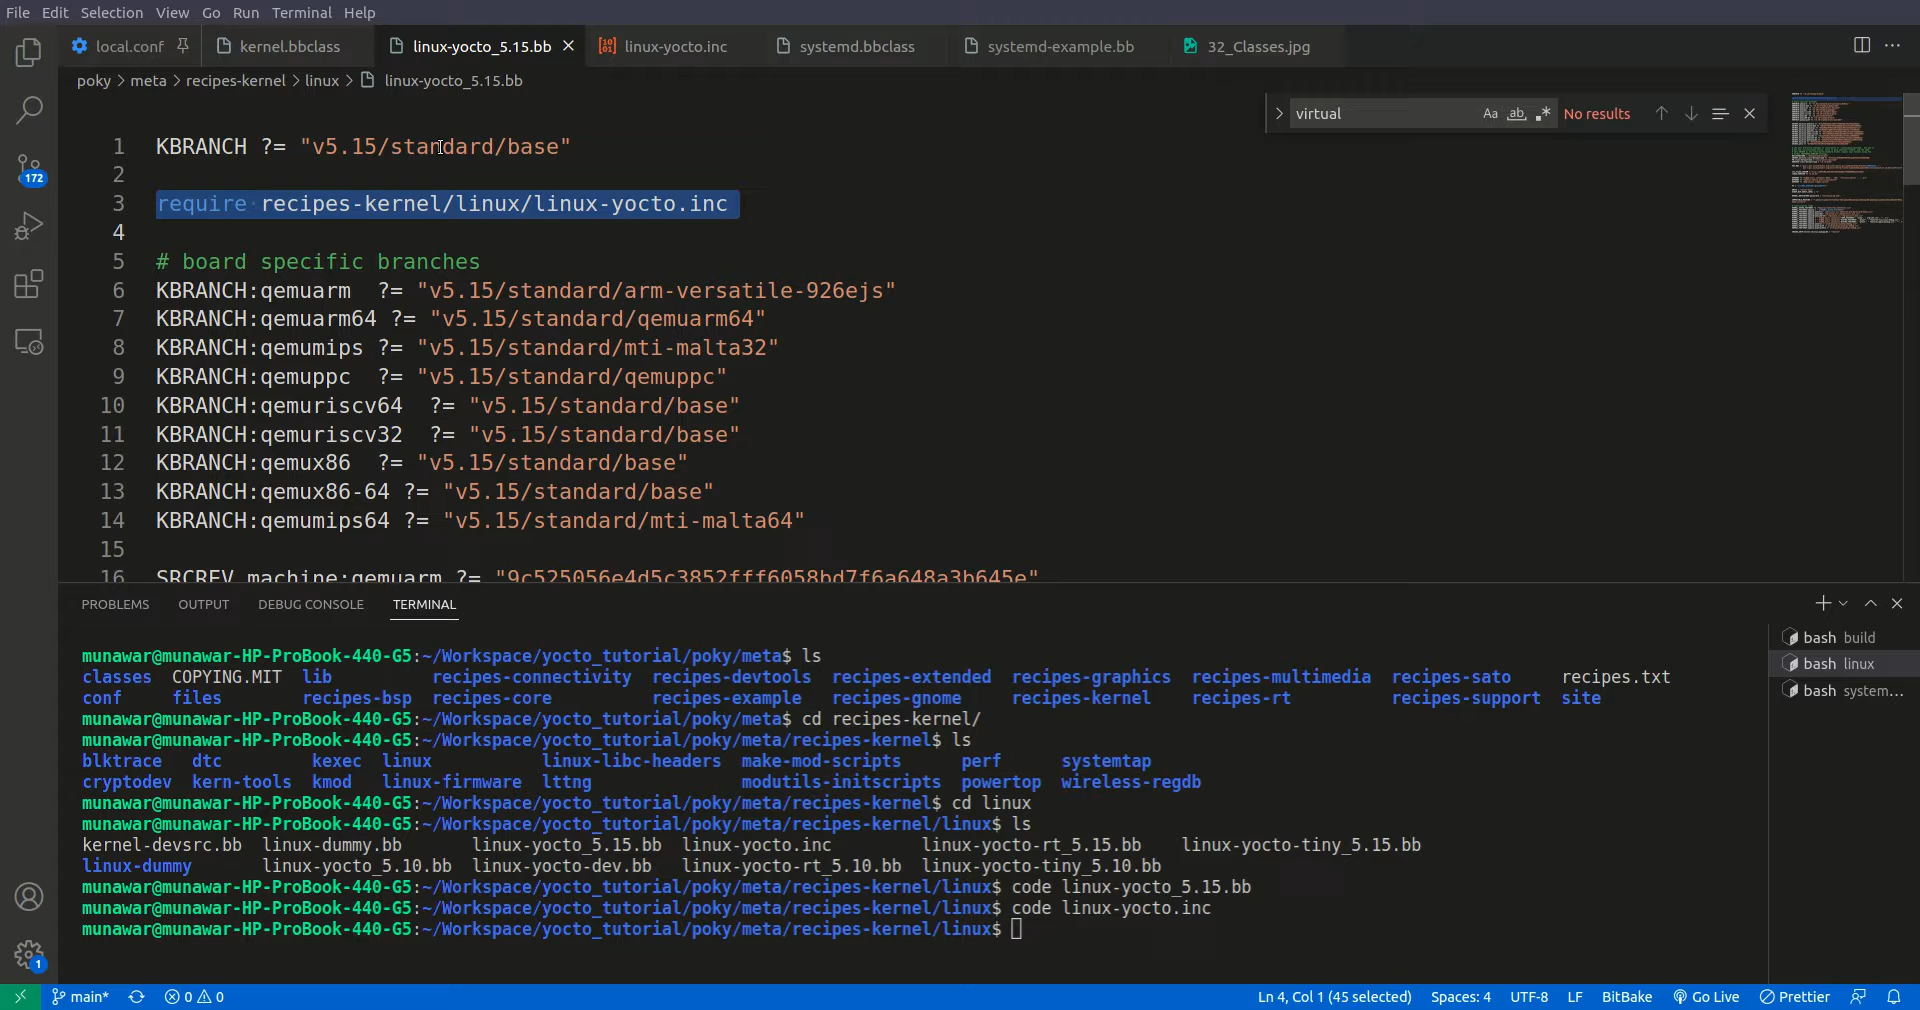 File Edit Selection View Go Run Terminal Help
local.conf kernel.bbclass linux-yocto_5.15.bb linux-yocto.inc systemd.bbclass systemd-example.bb 32_Classes.jpg
poky > meta > recipes-kernel > linux > linux-yocto_5.15.bb
virtual Aa ab .* No results
1 KBRANCH ?= "v5.15/standard/base"
2
3 require recipes-kernel/linux/linux-yocto.inc
4
5 # board specific branches
6 KBRANCH:qemuarm  ?= "v5.15/standard/arm-versatile-926ejs"
7 KBRANCH:qemuarm64 ?= "v5.15/standard/qemuarm64"
8 KBRANCH:qemumips ?= "v5.15/standard/mti-malta32"
9 KBRANCH:qemuppc  ?= "v5.15/standard/qemuppc"
10 KBRANCH:qemuriscv64  ?= "v5.15/standard/base"
11 KBRANCH:qemuriscv32  ?= "v5.15/standard/base"
12 KBRANCH:qemux86  ?= "v5.15/standard/base"
13 KBRANCH:qemux86-64 ?= "v5.15/standard/base"
14 KBRANCH:qemumips64 ?= "v5.15/standard/mti-malta64"
15
16 SRCREV_machine:qemuarm ?= "9c525056e4d5c3852fff6058bd7f6a648a3b645e"
172
PROBLEMS OUTPUT DEBUG CONSOLE TERMINAL
bash build
bash linux
bash system...
munawar@munawar-HP-ProBook-440-G5:~/Workspace/yocto_tutorial/poky/meta$ ls
classes COPYING.MIT lib recipes-connectivity recipes-devtools recipes-extended recipes-graphics recipes-multimedia recipes-sato recipes.txt
conf files recipes-bsp recipes-core recipes-example recipes-gnome recipes-kernel recipes-rt recipes-support site
munawar@munawar-HP-ProBook-440-G5:~/Workspace/yocto_tutorial/poky/meta$ cd recipes-kernel/
munawar@munawar-HP-ProBook-440-G5:~/Workspace/yocto_tutorial/poky/meta/recipes-kernel$ ls
blktrace dtc kexec linux linux-libc-headers make-mod-scripts perf systemtap
cryptodev kern-tools kmod linux-firmware lttng modutils-initscripts powertop wireless-regdb
munawar@munawar-HP-ProBook-440-G5:~/Workspace/yocto_tutorial/poky/meta/recipes-kernel$ cd linux
munawar@munawar-HP-ProBook-440-G5:~/Workspace/yocto_tutorial/poky/meta/recipes-kernel/linux$ ls
kernel-devsrc.bb linux-dummy.bb linux-yocto_5.15.bb linux-yocto.inc linux-yocto-rt_5.15.bb linux-yocto-tiny_5.15.bb
linux-dummy linux-yocto_5.10.bb linux-yocto-dev.bb linux-yocto-rt_5.10.bb linux-yocto-tiny_5.10.bb
munawar@munawar-HP-ProBook-440-G5:~/Workspace/yocto_tutorial/poky/meta/recipes-kernel/linux$ code linux-yocto_5.15.bb
munawar@munawar-HP-ProBook-440-G5:~/Workspace/yocto_tutorial/poky/meta/recipes-kernel/linux$ code linux-yocto.inc
munawar@munawar-HP-ProBook-440-G5:~/Workspace/yocto_tutorial/poky/meta/recipes-kernel/linux$
1
main* 0 0 Ln 4, Col 1 (45 selected) Spaces: 4 UTF-8 LF BitBake Go Live Prettier